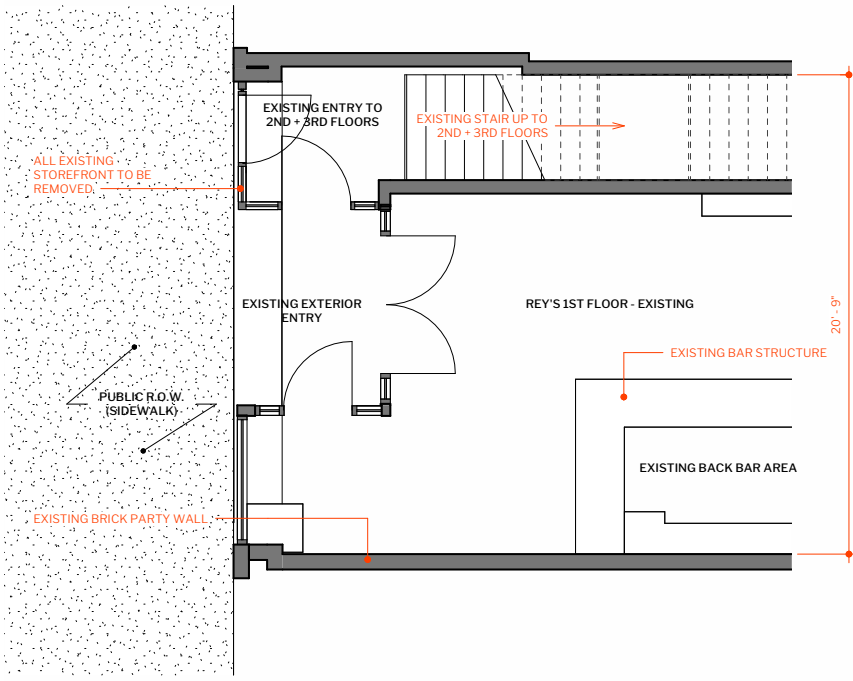 EXISTING ENTRY TO
2ND + 3RD FLOORS
EXISTING STAIR UP TO
2ND + 3RD FLOORS
ALL EXISTING
STOREFRONT TO BE
REMOVED
EXISTING EXTERIOR
ENTRY
REY'S 1ST FLOOR - EXISTING
20' - 9"
EXISTING BAR STRUCTURE
PUBLIC R.O.W.
(SIDEWALK)
EXISTING BACK BAR AREA
EXISTING BRICK PARTY WALL